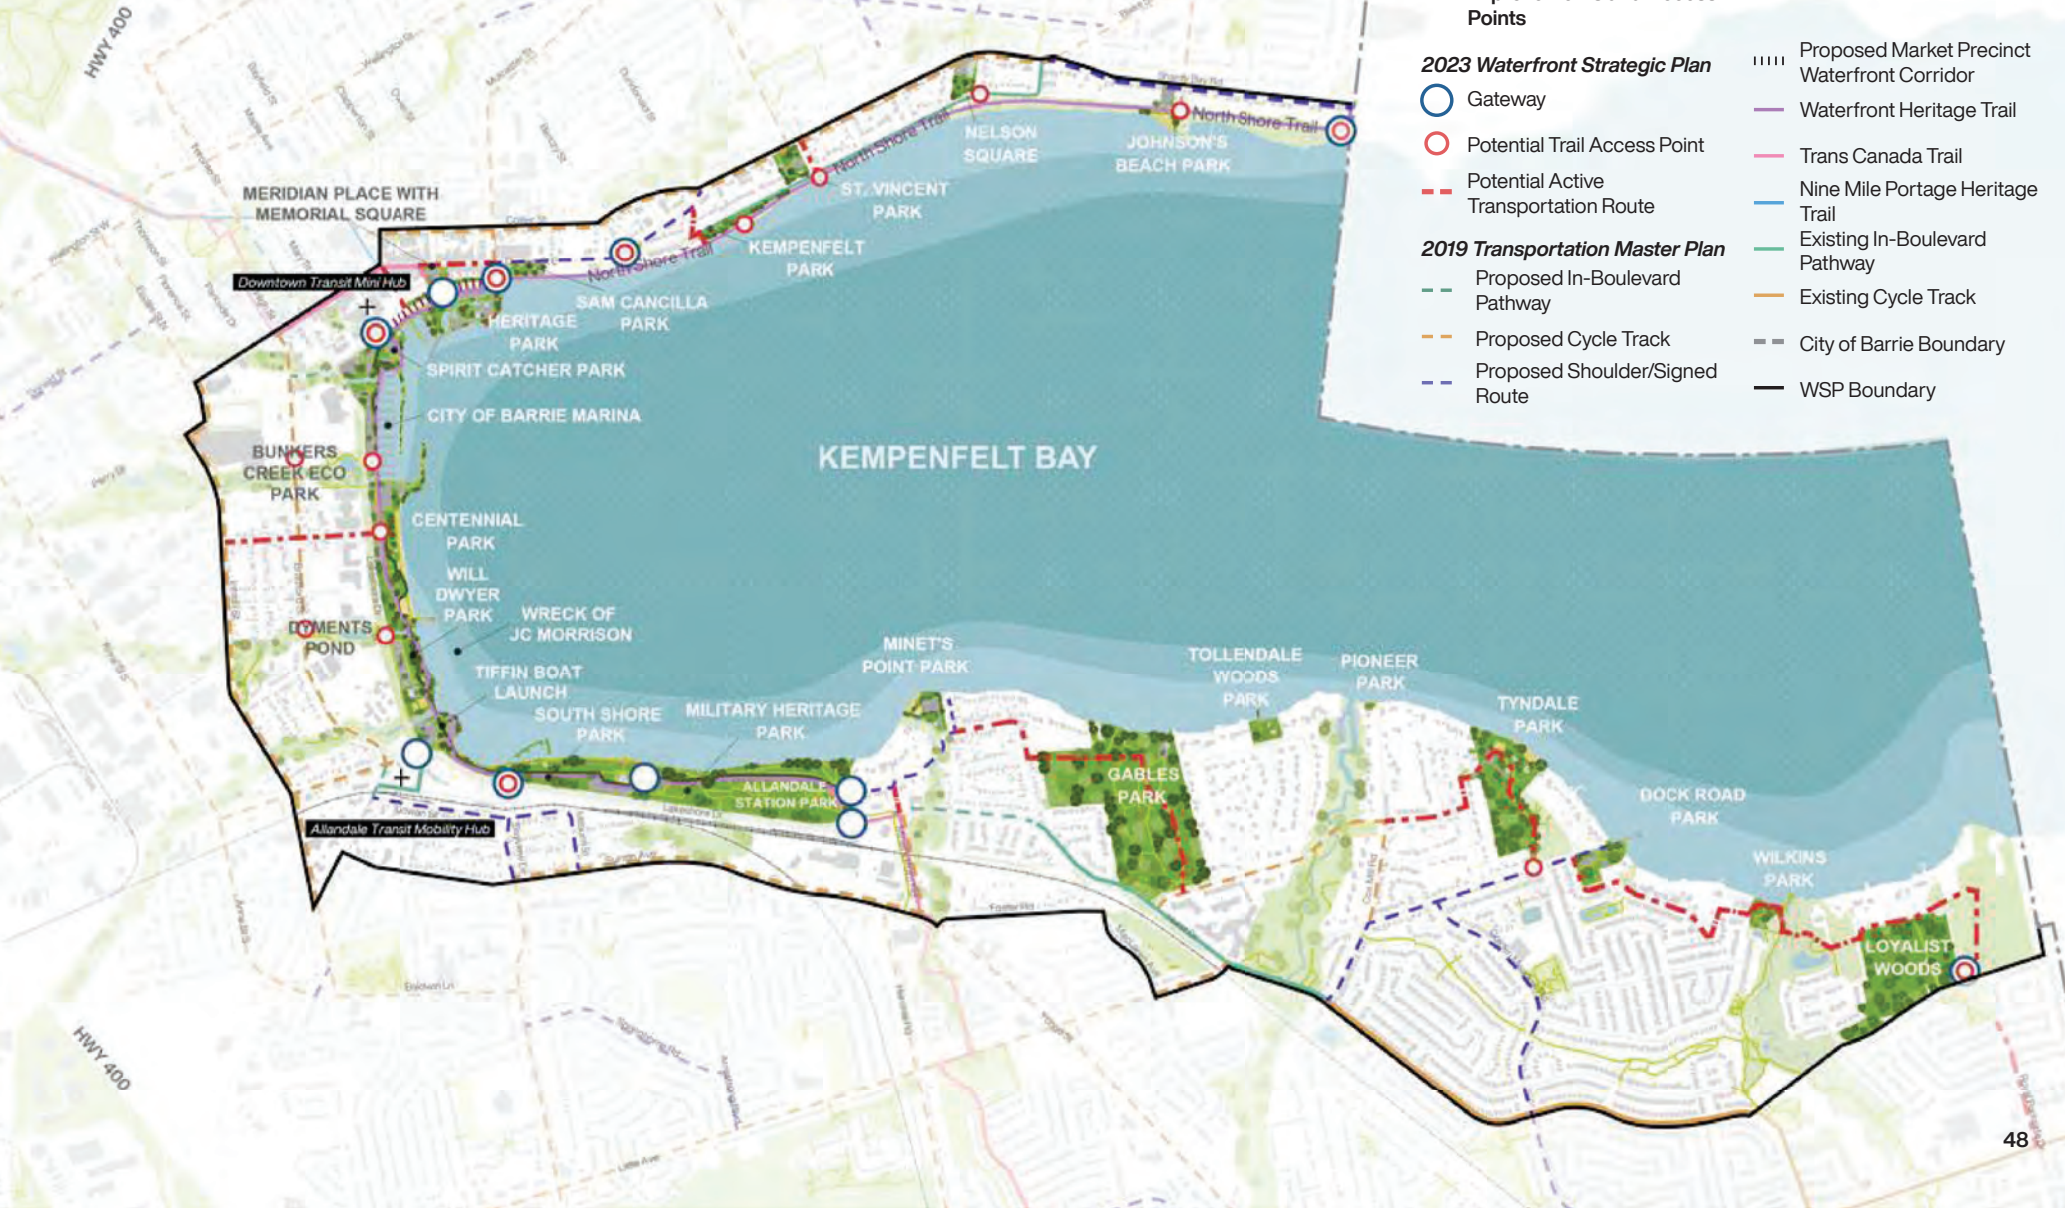 Points
2023 Waterfront Strategic Plan
Gateway
Potential Trail Access Point
Potential Active
Transportation Route
2019 Transportation Master Plan
Proposed In-Boulevard
Pathway
Proposed Cycle Track
Proposed Shoulder/Signed
Route
Proposed Market Precinct
Waterfront Corridor
Waterfront Heritage Trail
Trans Canada Trail
Nine Mile Portage Heritage
Trail
Existing In-Boulevard
Pathway
Existing Cycle Track
City of Barrie Boundary
WSP Boundary
HWY 400
MERIDIAN PLACE WITH
MEMORIAL SQUARE
Downtown Transit Mini Hub
North Shore Trail
North Shore Trail
North Shore Trail
NELSON
SQUARE
JOHNSON'S
BEACH PARK
ST. VINCENT
PARK
KEMPENFELT
PARK
SAM CANCILLA
PARK
HERITAGE
PARK
SPIRIT CATCHER PARK
CITY OF BARRIE MARINA
BUNKERS
CREEK ECO
PARK
KEMPENFELT BAY
CENTENNIAL
PARK
WILL
DWYER
PARK
WRECK OF
JC MORRISON
DYMENTS
POND
TIFFIN BOAT
LAUNCH
SOUTH SHORE
PARK
MILITARY HERITAGE
PARK
MINET'S
POINT PARK
TOLLENDALE
WOODS
PARK
PIONEER
PARK
TYNDALE
PARK
ALLANDALE
STATION PARK
GABLES
PARK
DOCK ROAD
PARK
WILKINS
PARK
LOYALIST
WOODS
Allandale Transit Mobility Hub
Foster Rd
Little Ave
HWY 400
48